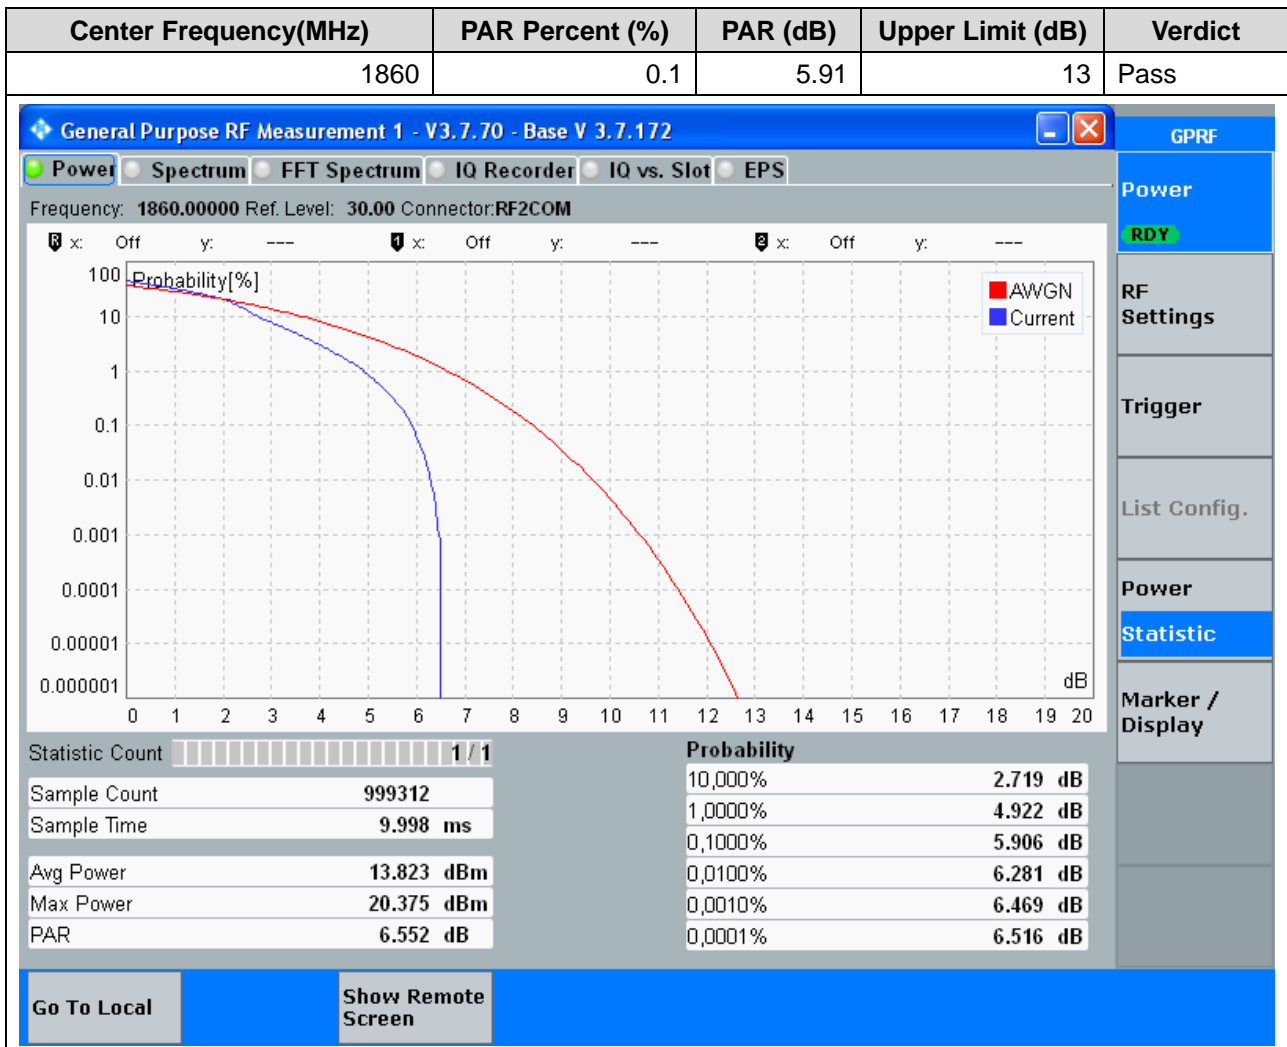 Center Frequency(MHz) PAR Percent (%) PAR (dB) Upper Limit (dB) Verdict
1860 0.1 5.91 13 Pass
General Purpose RF Measurement 1 - V3.7.70 - Base V 3.7.172
GPRF
Power Spectrum FFT Spectrum IQ Recorder IQ vs. Slot EPS
Power
RDY
Frequency: 1860.00000 Ref. Level: 30.00 Connector:RF2COM
R x: Off y: --- 1 x: Off y: --- 2 x: Off y: ---
Probability[%]
AWGN
Current
100
10
1
0.1
0.01
0.001
0.0001
0.00001
0.000001
dB
0 1 2 3 4 5 6 7 8 9 10 11 12 13 14 15 16 17 18 19 20
RF
Settings
Trigger
List Config.
Power
Statistic
Marker /
Display
Statistic Count 1 / 1
Sample Count 999312
Sample Time 9.998 ms
Avg Power 13.823 dBm
Max Power 20.375 dBm
PAR 6.552 dB
Probability
10,000% 2.719 dB
1,0000% 4.922 dB
0,1000% 5.906 dB
0,0100% 6.281 dB
0,0010% 6.469 dB
0,0001% 6.516 dB
Go To Local
Show Remote
Screen